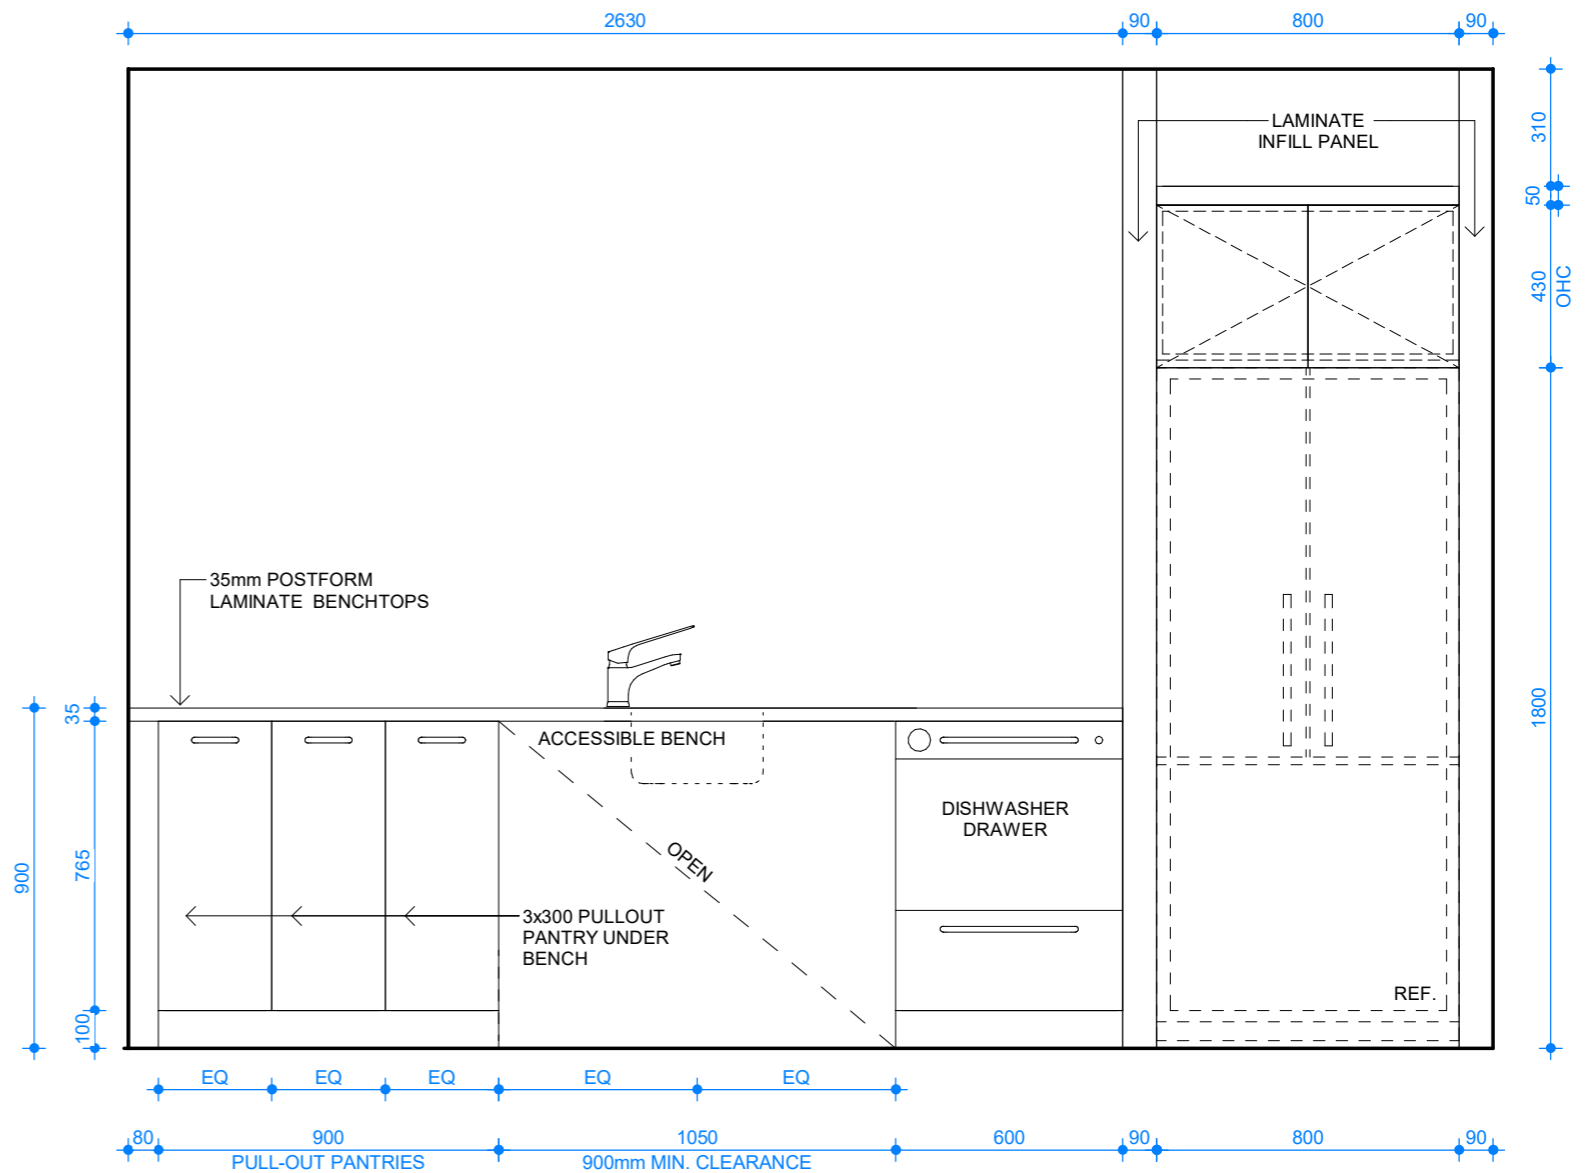 2630
90
800
90
LAMINATE
INFILL PANEL
310
50
430
OHC
1800
35mm POSTFORM
LAMINATE BENCHTOPS
35
765
100
900
ACCESSIBLE BENCH
OPEN
DISHWASHER
DRAWER
3x300 PULLOUT
PANTRY UNDER
BENCH
REF.
EQ
EQ
EQ
EQ
EQ
80
900
1050
600
90
800
90
PULL-OUT PANTRIES
900mm MIN. CLEARANCE